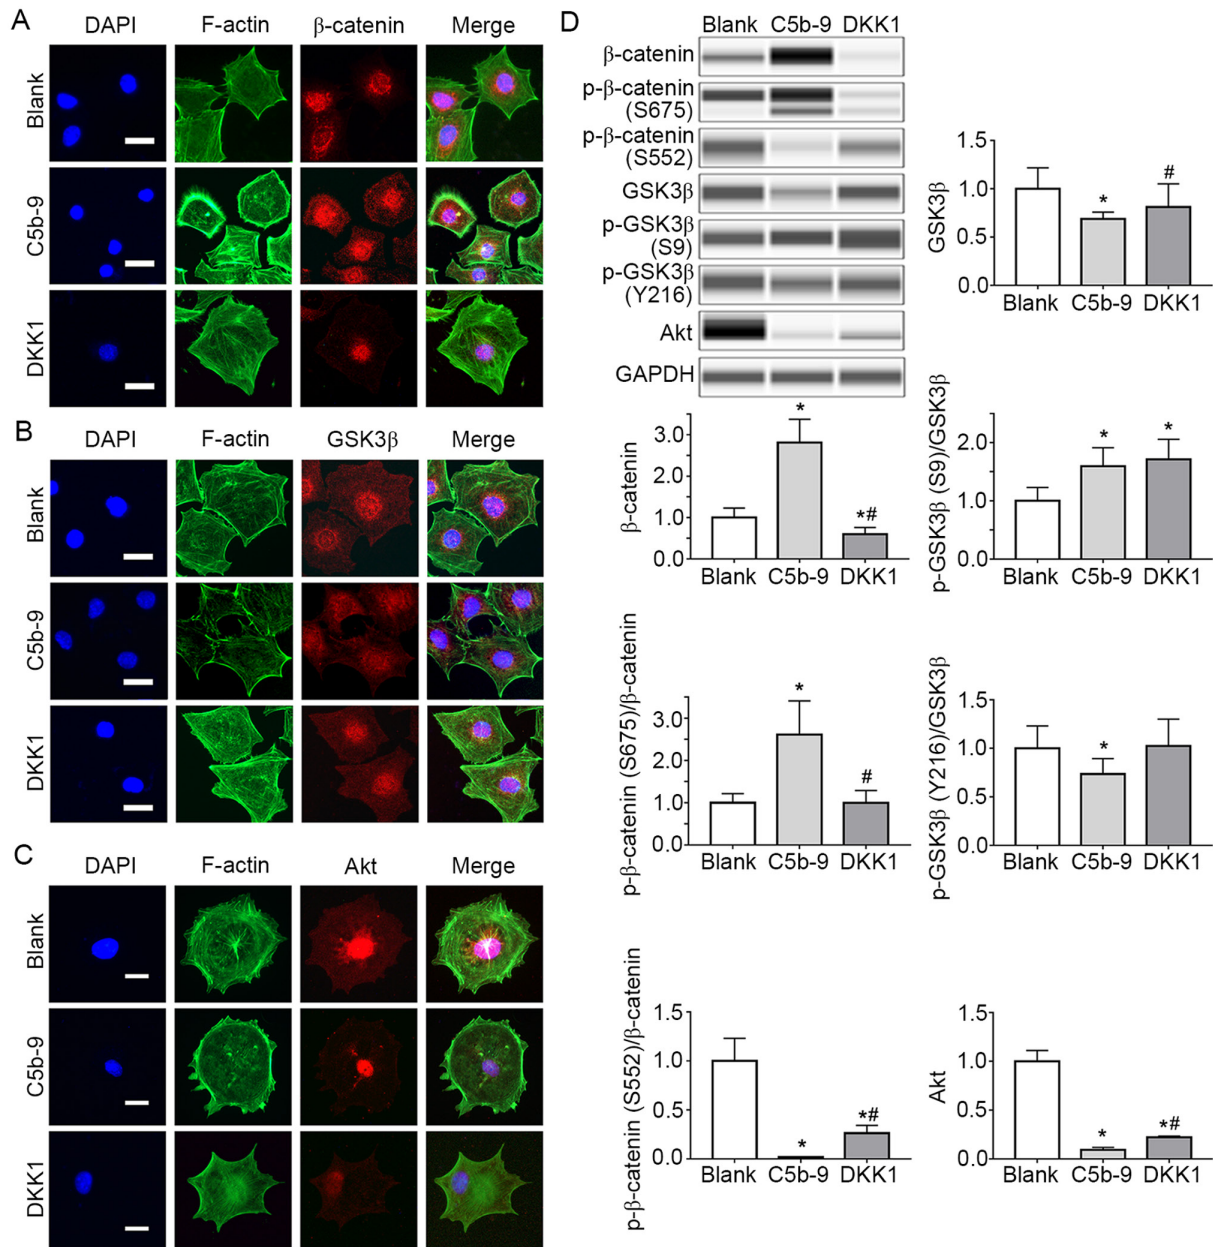 A
DAPI F-actin β-catenin Merge
Blank
C5b-9
DKK1
B
DAPI F-actin GSK3β Merge
Blank
C5b-9
DKK1
C
DAPI F-actin Akt Merge
Blank
C5b-9
DKK1
D
Blank C5b-9 DKK1
β-catenin
p-β-catenin
(S675)
p-β-catenin
(S552)
GSK3β
p-GSK3β
(S9)
p-GSK3β
(Y216)
Akt
GAPDH
GSK3β
1.5
1.0
0.5
0.0
*
#
Blank C5b-9 DKK1
β-catenin
3.0
2.0
1.0
0.0
*
*#
Blank C5b-9 DKK1
p-GSK3β (S9)/GSK3β
2.0
1.5
1.0
0.5
0.0
*
*
Blank C5b-9 DKK1
p-β-catenin (S675)/β-catenin
3.0
2.0
1.0
0.0
*
#
Blank C5b-9 DKK1
p-GSK3β (Y216)/GSK3β
1.5
1.0
0.5
0.0
*
Blank C5b-9 DKK1
p-β-catenin (S552)/β-catenin
1.5
1.0
0.5
0.0
*
*#
Blank C5b-9 DKK1
Akt
1.5
1.0
0.5
0.0
*
*#
Blank C5b-9 DKK1